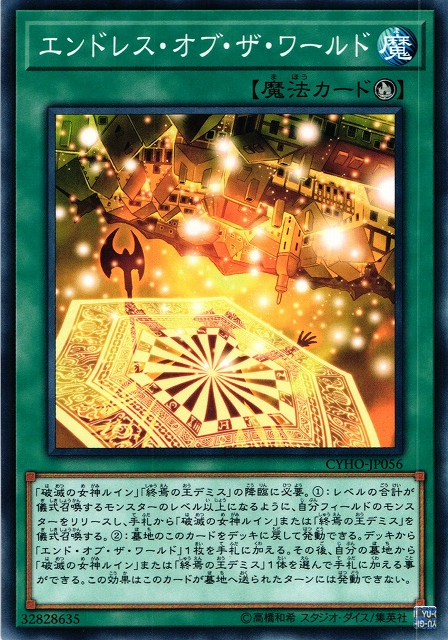 エンドレス・オブ・ザ・ワールド 魔
【魔法カード】
CYHO-JP056
「破滅の女神ルイン」「終焉の王デミス」の降臨に必要。①：レベルの合計が
儀式召喚するモンスターのレベル以上になるように、自分フィールドのモンス
ターをリリースし、手札から「破滅の女神ルイン」または「終焉の王デミス」を
儀式召喚する。②：墓地のこのカードをデッキに戻して発動できる。デッキから
「エンド・オブ・ザ・ワールド」１枚を手札に加える。その後、自分の墓地から
「破滅の女神ルイン」または「終焉の王デミス」１体を選んで手札に加える事
ができる。この効果はこのカードが墓地へ送られたターンには発動できない。
32828635
©高橋和希 スタジオ・ダイス/集英社